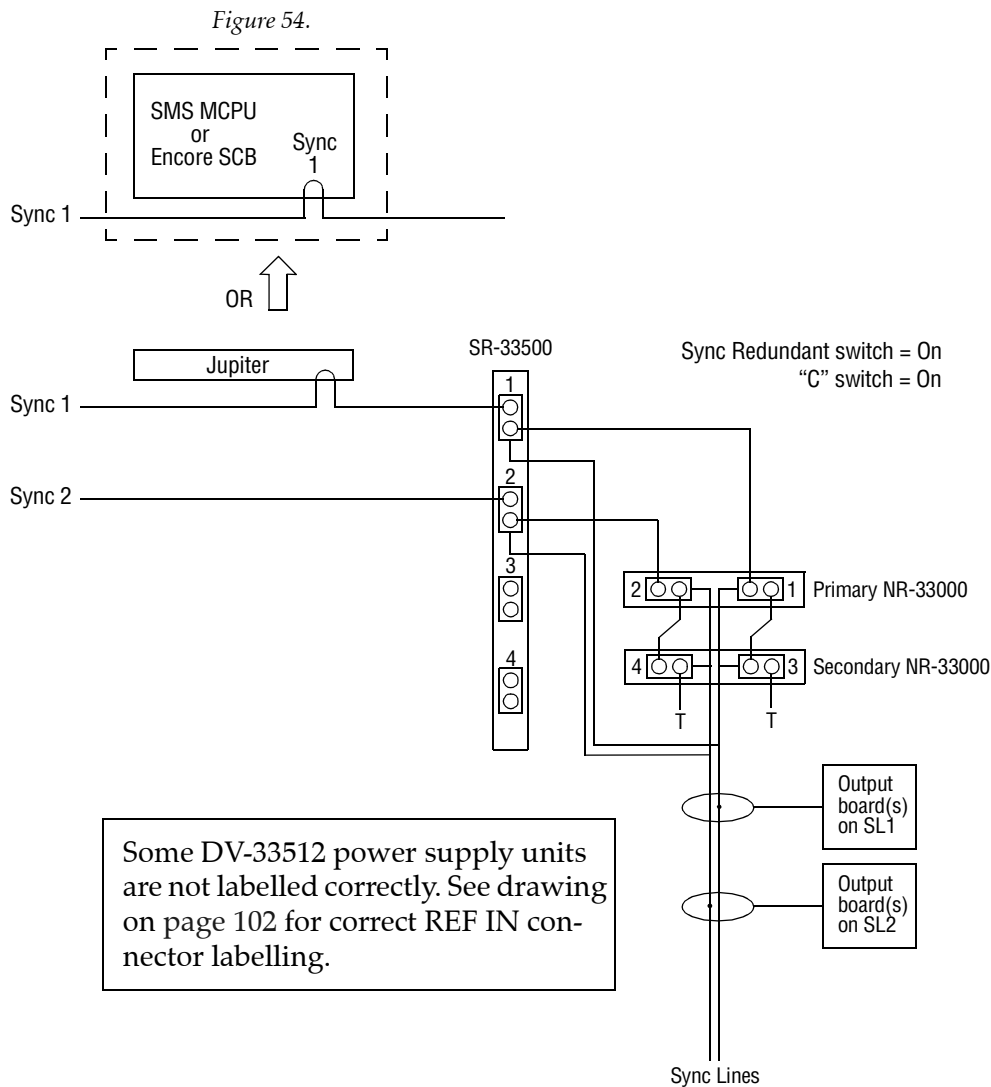 Figure 54.
SMS MCPU
or
Encore SCB
Sync
1
Sync 1
OR
Jupiter
SR-33500
Sync Redundant switch = On
"C" switch = On
Sync 1
1
Sync 2
2
3
4
2
1
Primary NR-33000
4
3
Secondary NR-33000
T
T
Output
board(s)
on SL1
Output
board(s)
on SL2
Some DV-33512 power supply units
are not labelled correctly. See drawing
on page 102 for correct REF IN con-
nector labelling.
Sync Lines